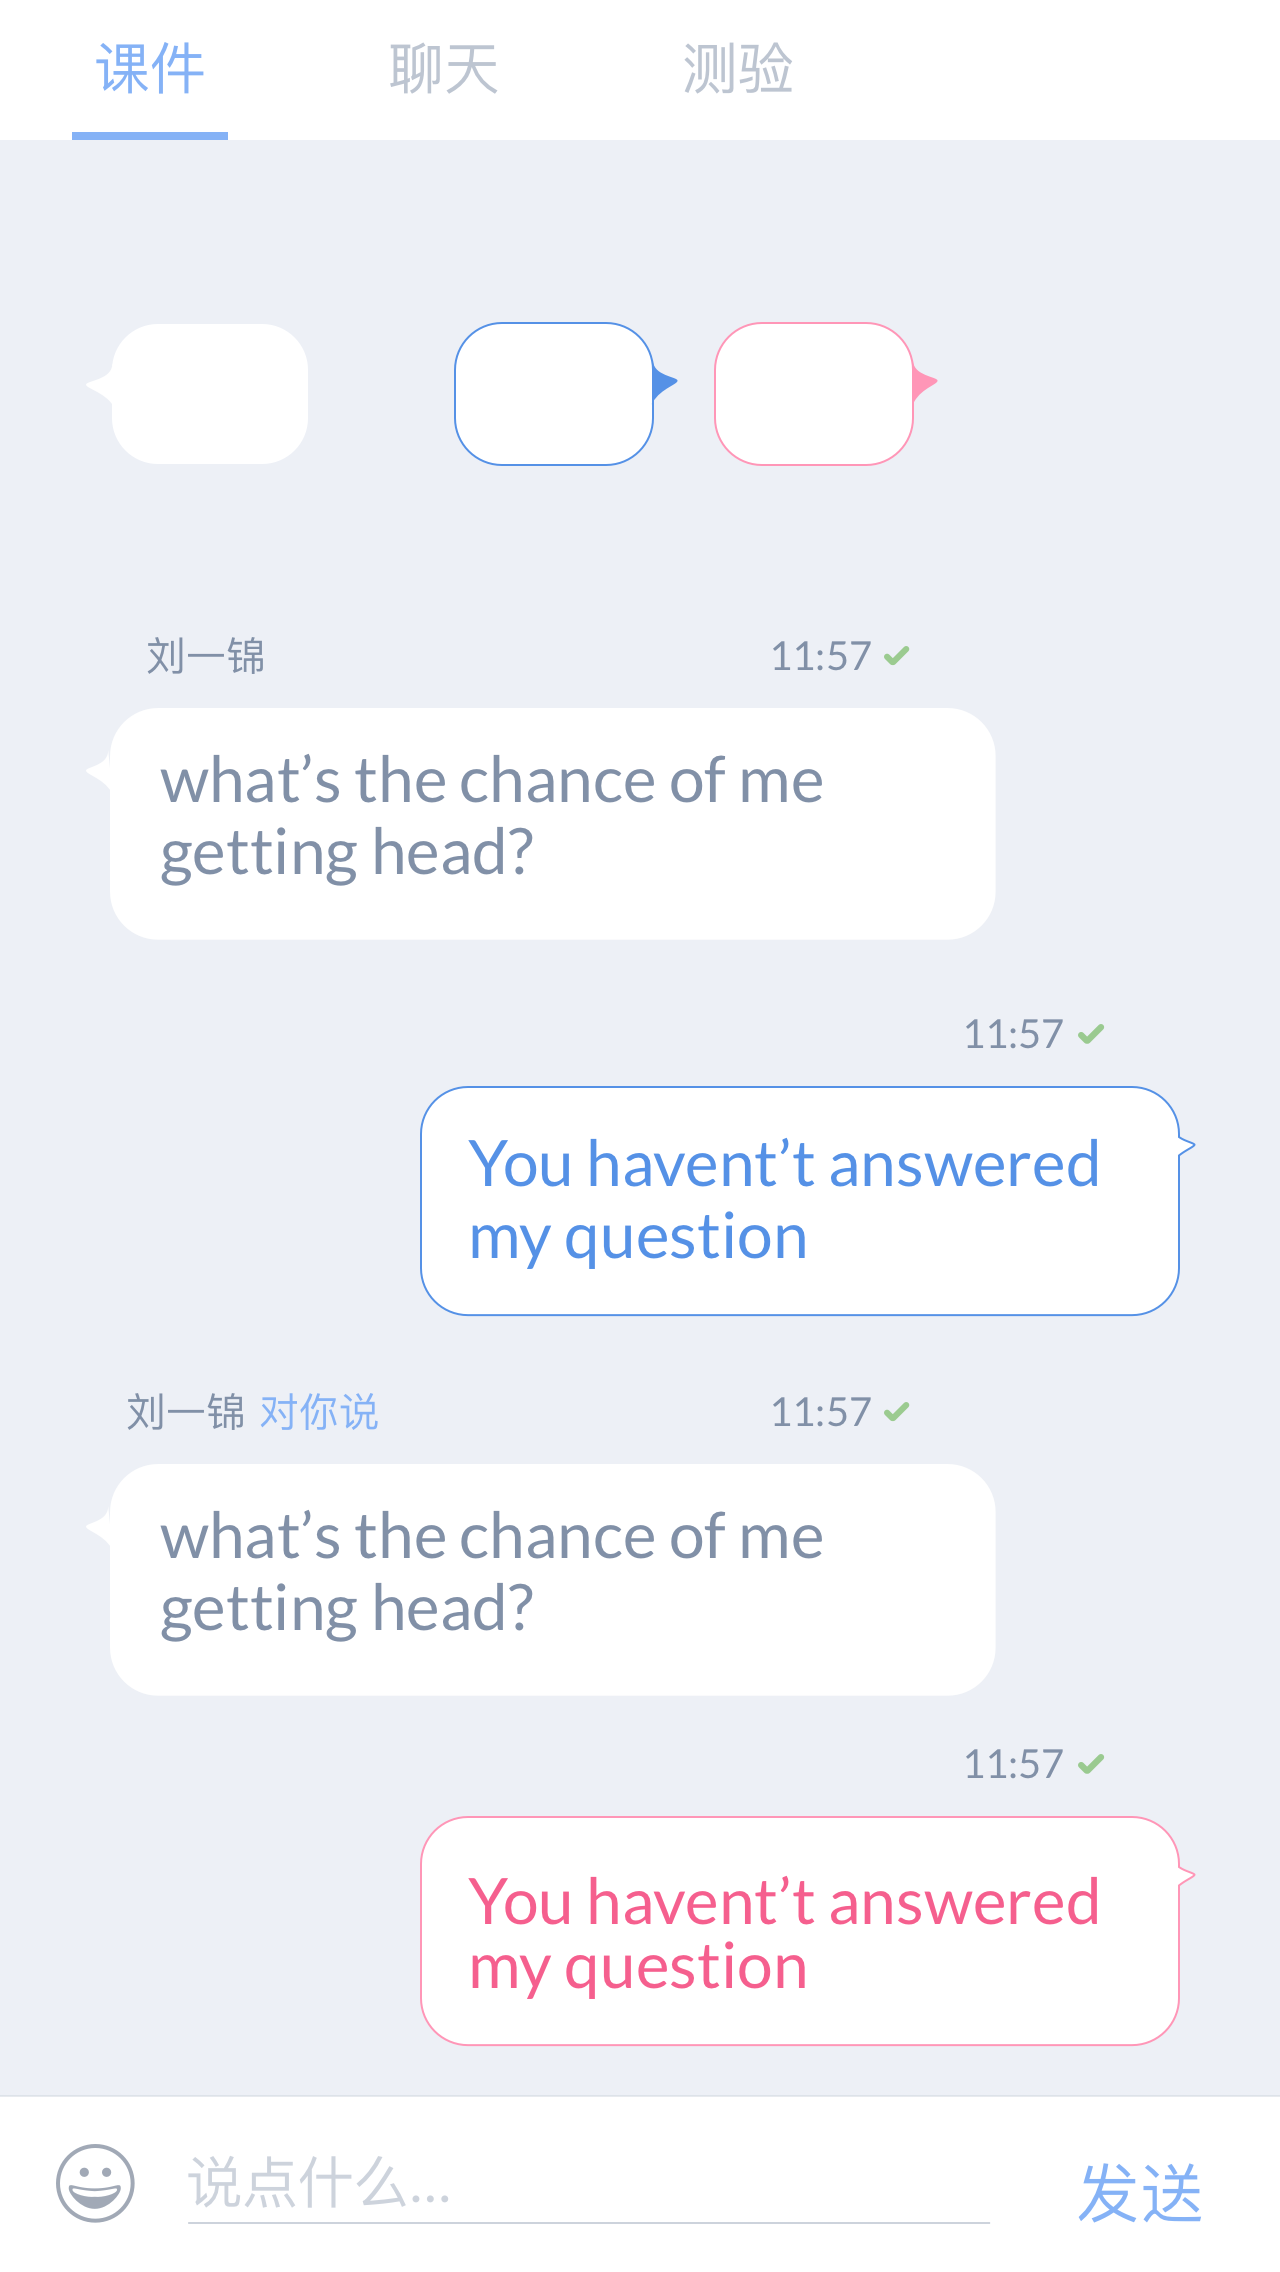 课件 聊天 测验
刘一锦 11:57
what’s the chance of me
getting head?
11:57
You havent’t answered
my question
刘一锦 对你说 11:57
what’s the chance of me
getting head?
11:57
You havent’t answered
my question
说点什么... 发送